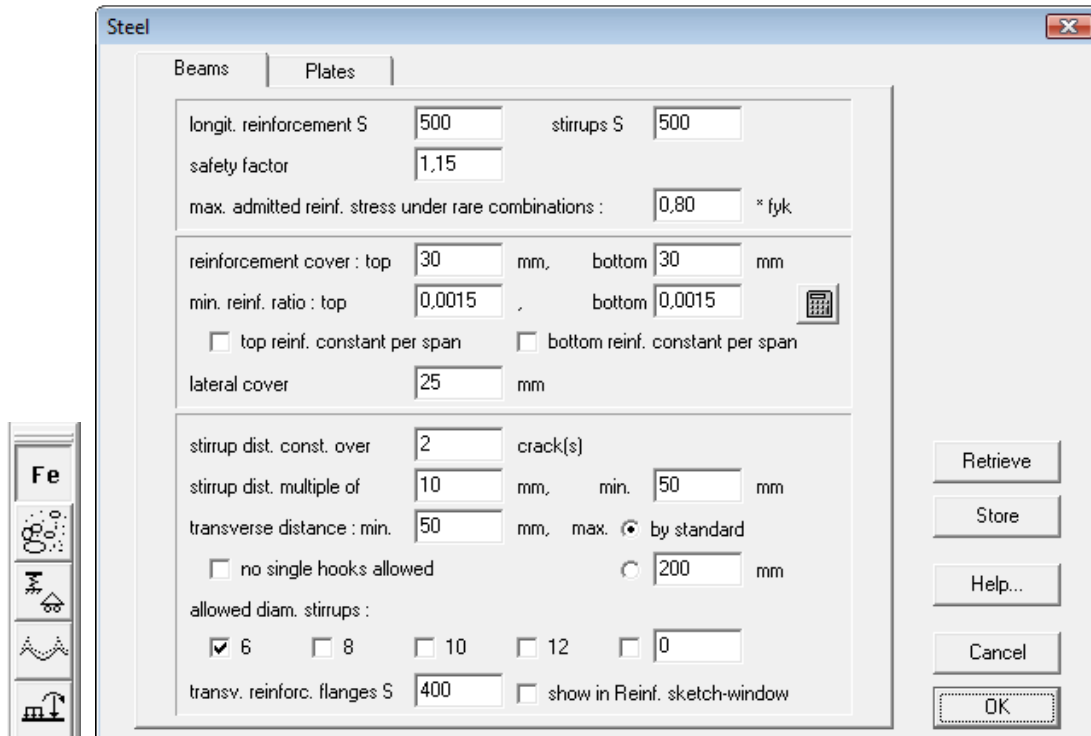 Steel
Beams Plates
longit. reinforcement S 500 stirrups S 500
safety factor 1,15
max. admitted reinf. stress under rare combinations : 0,80 * fyk
reinforcement cover : top 30 mm, bottom 30 mm
min. reinf. ratio : top 0,0015 , bottom 0,0015
top reinf. constant per span bottom reinf. constant per span
lateral cover 25 mm
stirrup dist. const. over 2 crack(s)
stirrup dist. multiple of 10 mm, min. 50 mm
transverse distance : min. 50 mm, max. by standard
no single hooks allowed 200 mm
allowed diam. stirrups :
6 8 10 12 0
transv. reinforc. flanges S 400 show in Reinf. sketch-window
Fe
Retrieve
Store
Help...
Cancel
OK